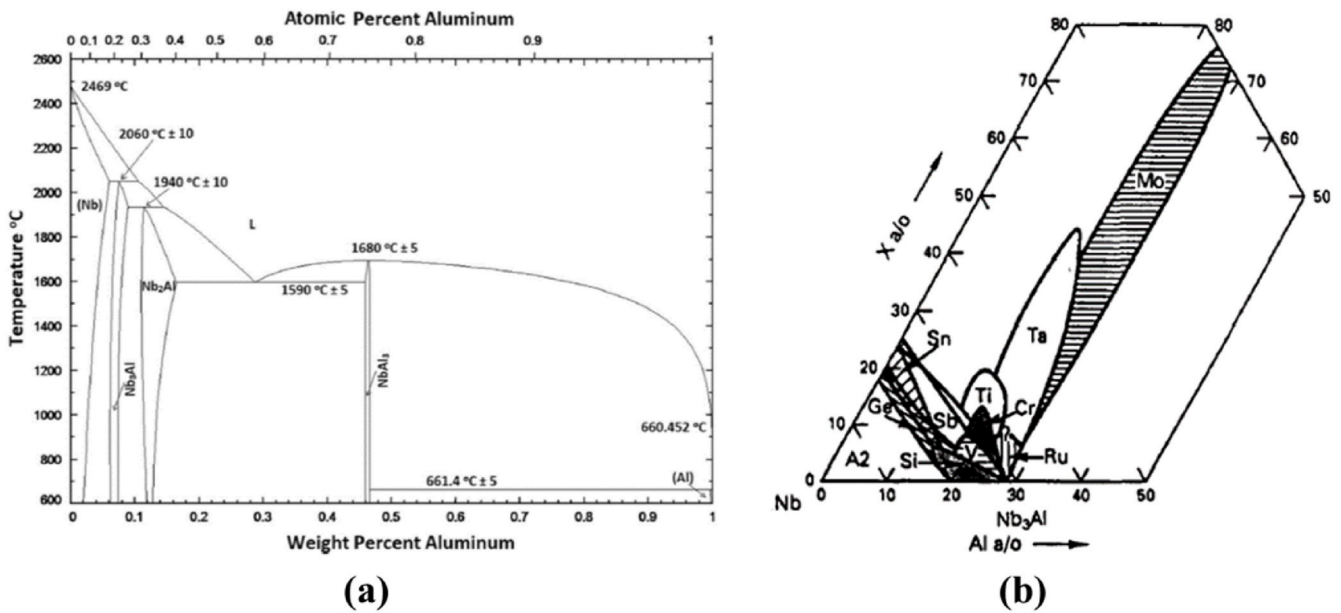 Atomic Percent Aluminum
0 0.1 0.2 0.3 0.4 0.5 0.6 0.7 0.8 0.9 1
2600
2400
2200
2000
1800
1600
1400
1200
1000
800
600
Temperature °C
2469 °C
2060 °C ± 10
1940 °C ± 10
(Nb)
L
1680 °C ± 5
Nb₂Al
1590 °C ± 5
Nb₃Al
NbAl₃
660.452 °C
661.4 °C ± 5
(Al)
0 0.1 0.2 0.3 0.4 0.5 0.6 0.7 0.8 0.9 1
Weight Percent Aluminum
(a)
80 80
70 70
60 60
50 50
40
30
20
10
X a/o
Mo
Ta
Sn
Ti
Ge Sb Cr
A2 Si V ? Ru
0 10 20 30 40 50
Nb
Nb₃Al
Al a/o
(b)